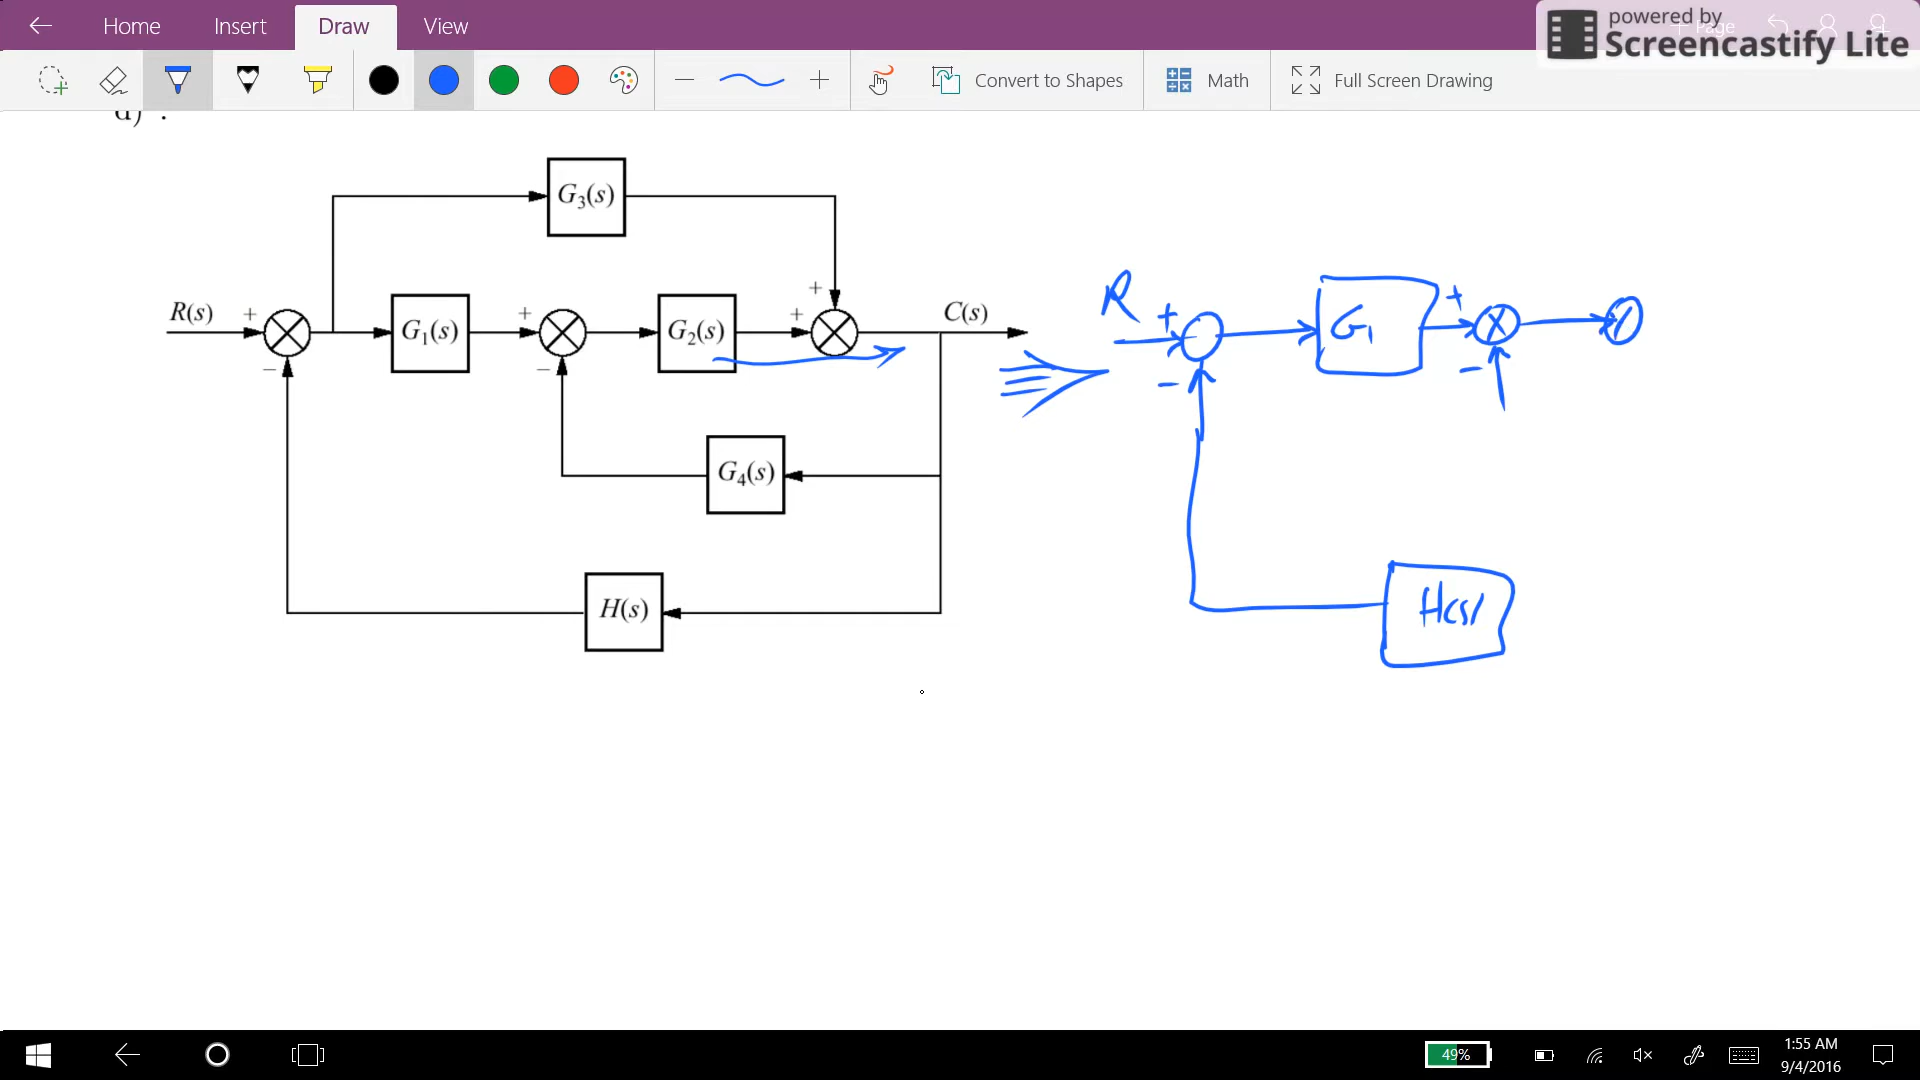 Home Insert Draw View
Page
powered by
Screencastify Lite
Convert to Shapes Math Full Screen Drawing
d) .
G3(s)
R(s) + G1(s) + G2(s) + + C(s)
− −
G4(s)
H(s)
R + G1 +
− −
H(s)
49%
1:55 AM
9/4/2016